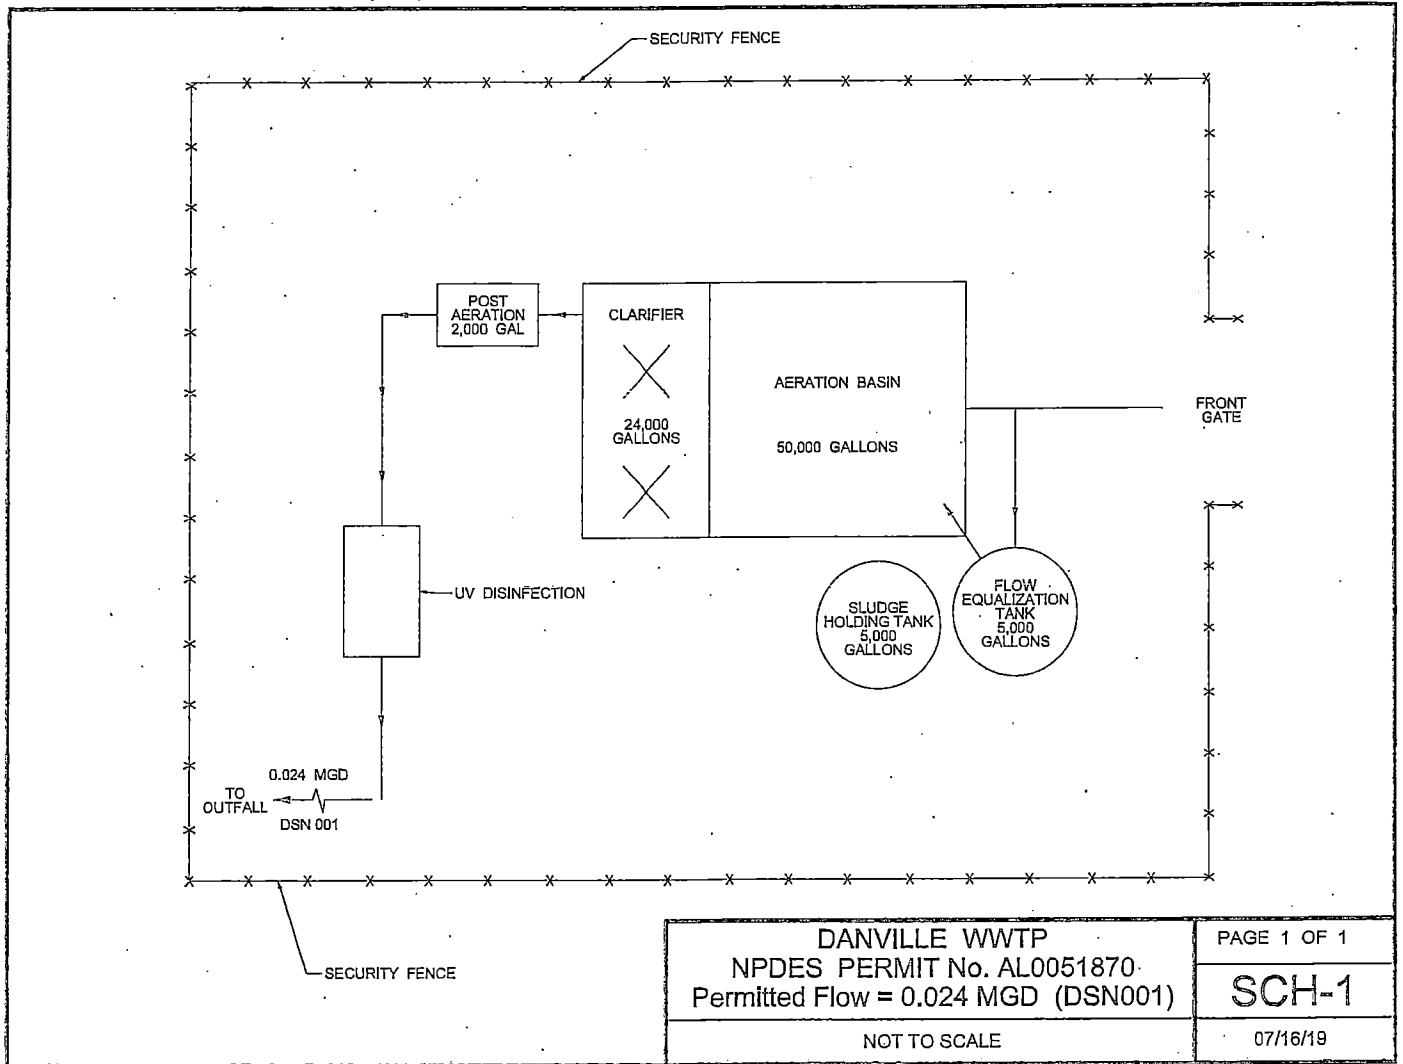 SECURITY FENCE
POST
AERATION
2,000 GAL
CLARIFIER
24,000
GALLONS
AERATION BASIN
50,000 GALLONS
FRONT
GATE
UV DISINFECTION
SLUDGE
HOLDING TANK
5,000
GALLONS
FLOW
EQUALIZATION
TANK
5,000
GALLONS
0.024 MGD
TO
OUTFALL
DSN 001
SECURITY FENCE
DANVILLE WWTP
NPDES PERMIT No. AL0051870
Permitted Flow = 0.024 MGD (DSN001)
NOT TO SCALE
PAGE 1 OF 1
SCH-1
07/16/19